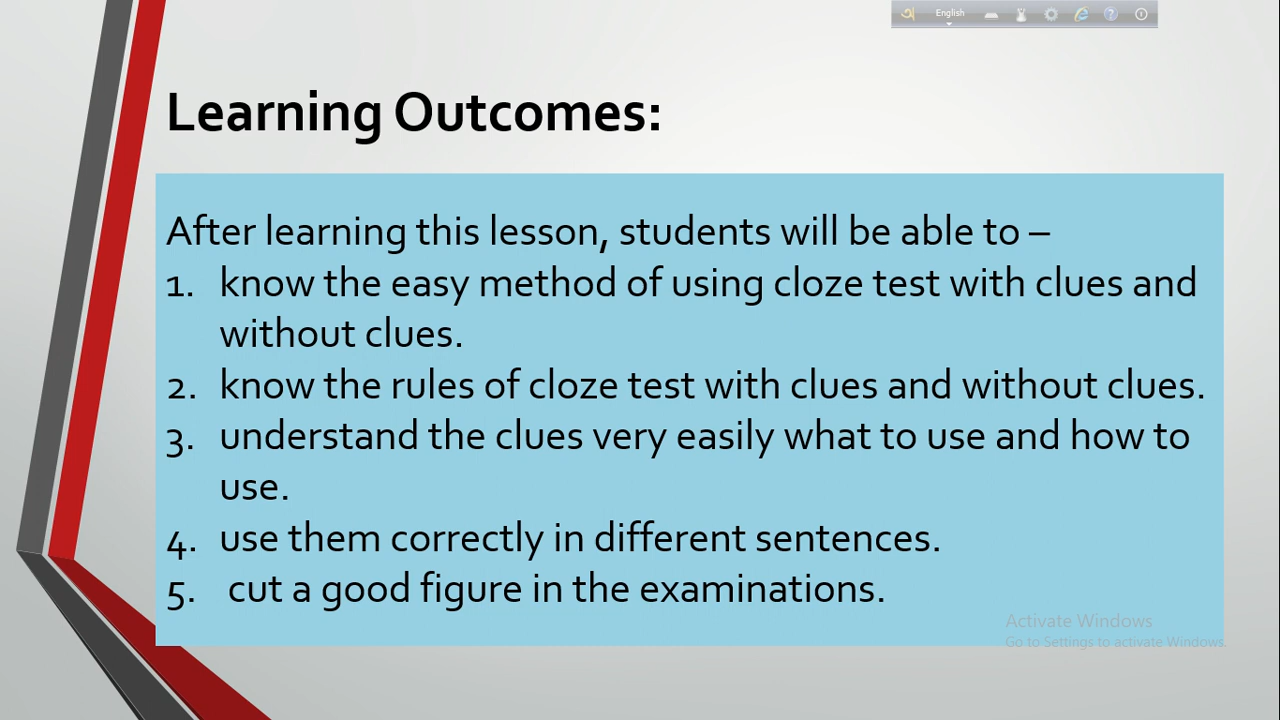 English
Learning Outcomes:
After learning this lesson, students will be able to –
1. know the easy method of using cloze test with clues and
without clues.
2. know the rules of cloze test with clues and without clues.
3. understand the clues very easily what to use and how to
use.
4. use them correctly in different sentences.
5. cut a good figure in the examinations.
Activate Windows
Go to Settings to activate Windows.